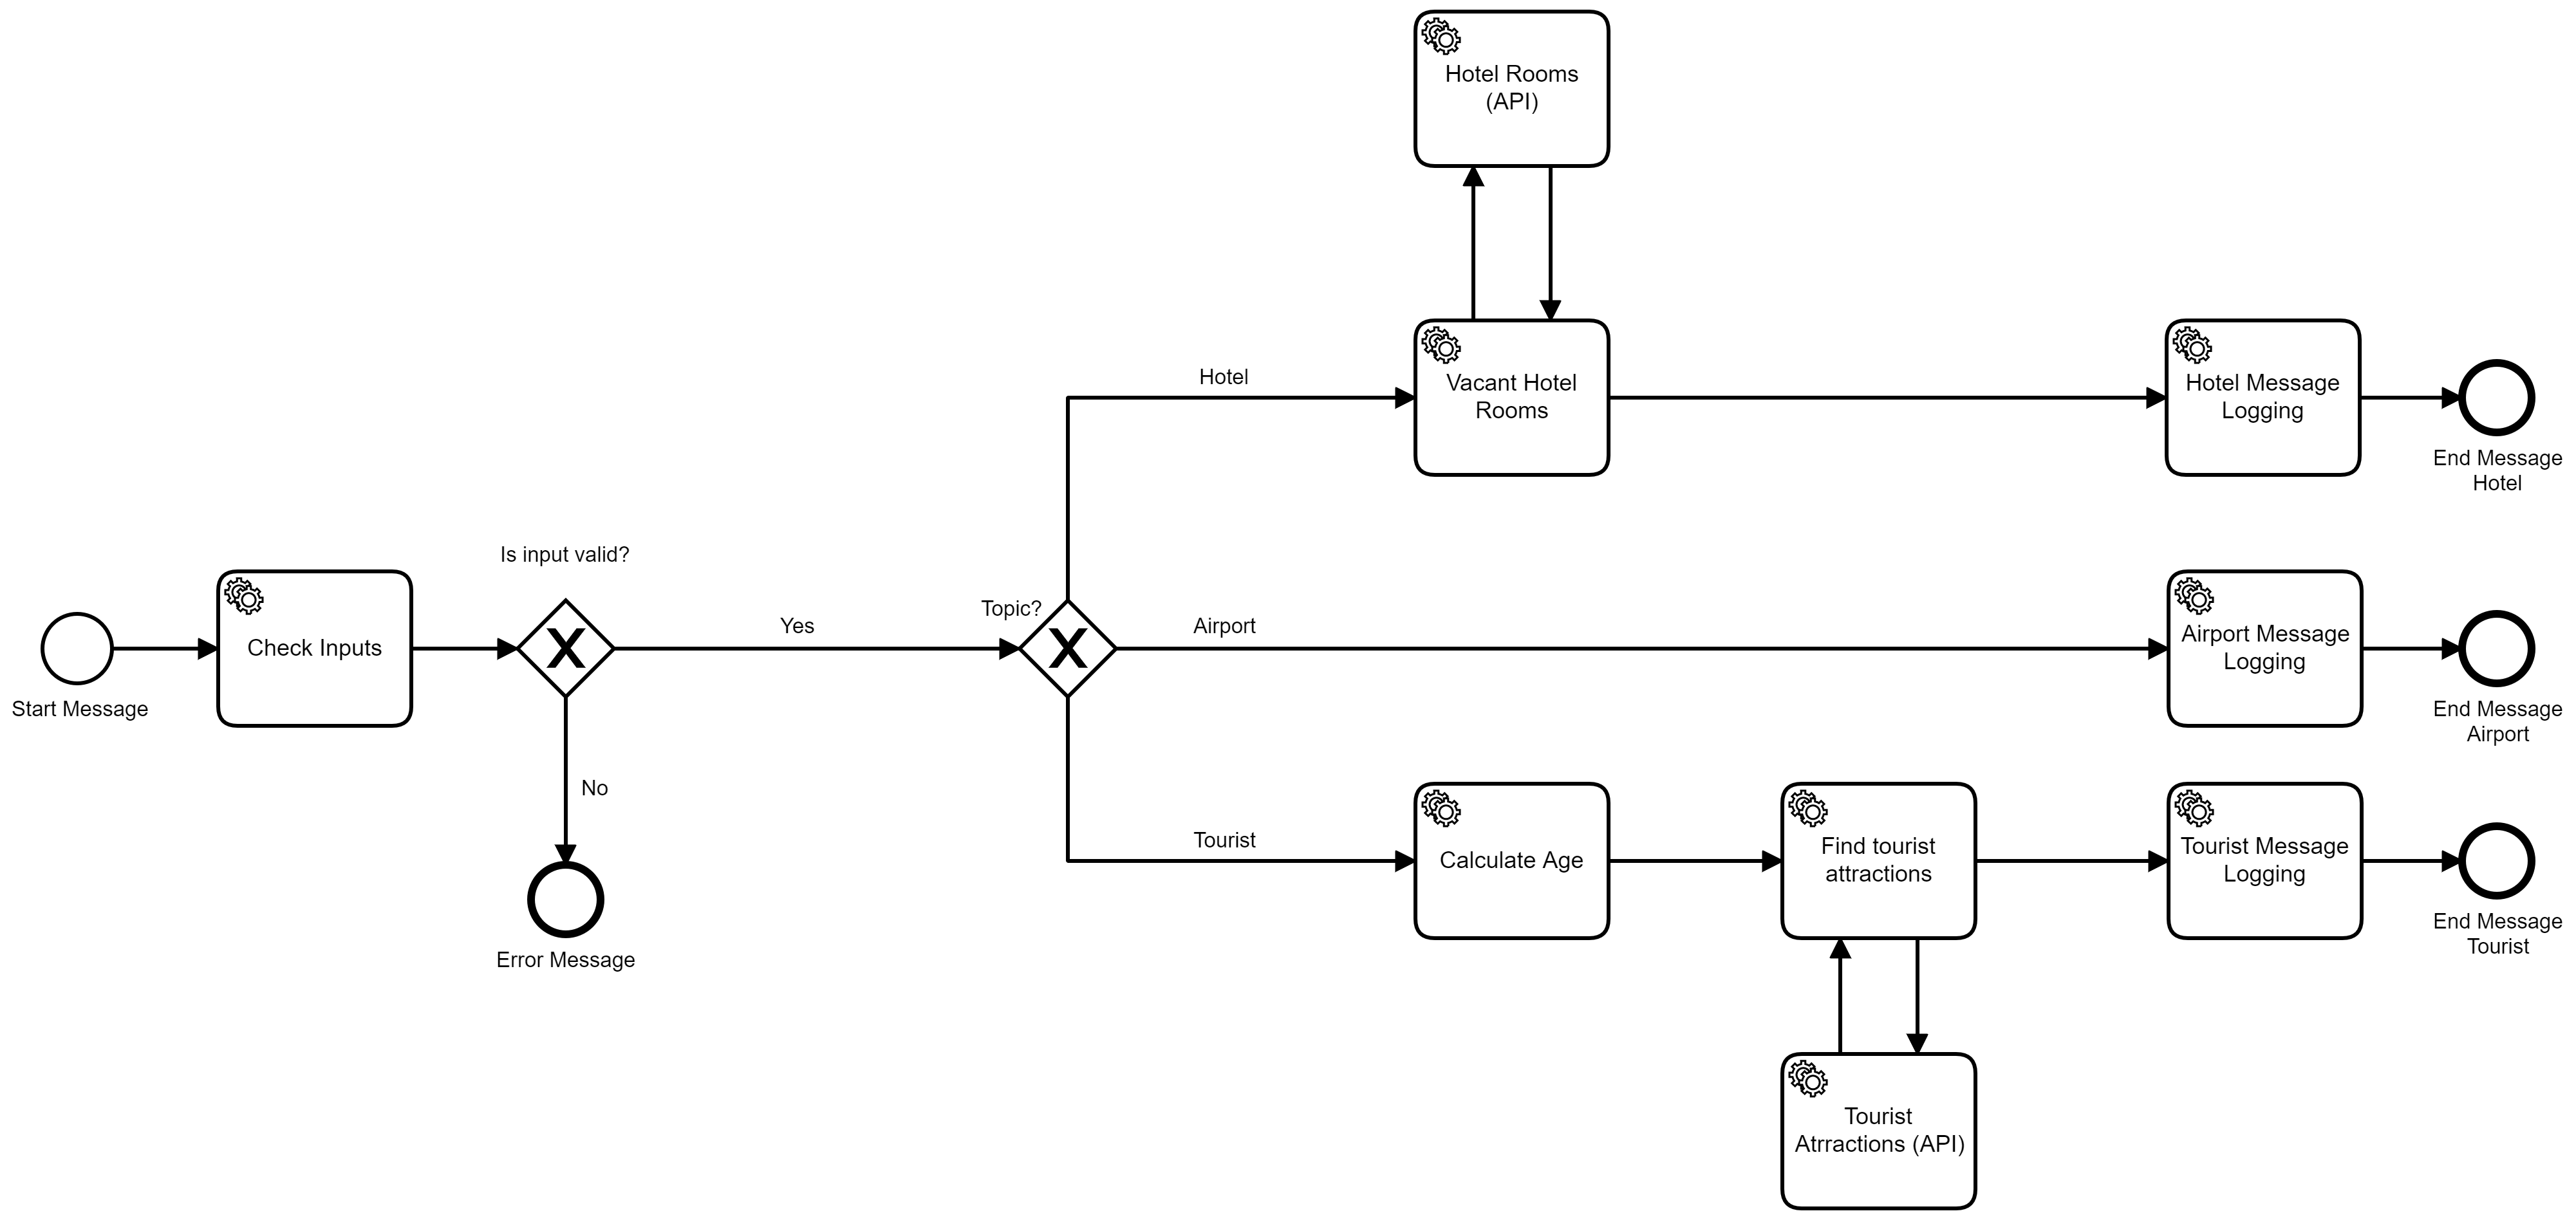 Hotel Rooms
(API)
Hotel
Vacant Hotel
Rooms
Hotel Message
Logging
End Message
Hotel
Is input valid?
Start Message
Check Inputs
X
Yes
Topic?
X
Airport
Airport Message
Logging
End Message
Airport
No
Error Message
Tourist
Calculate Age
Find tourist
attractions
Tourist Message
Logging
End Message
Tourist
Tourist
Atrractions (API)